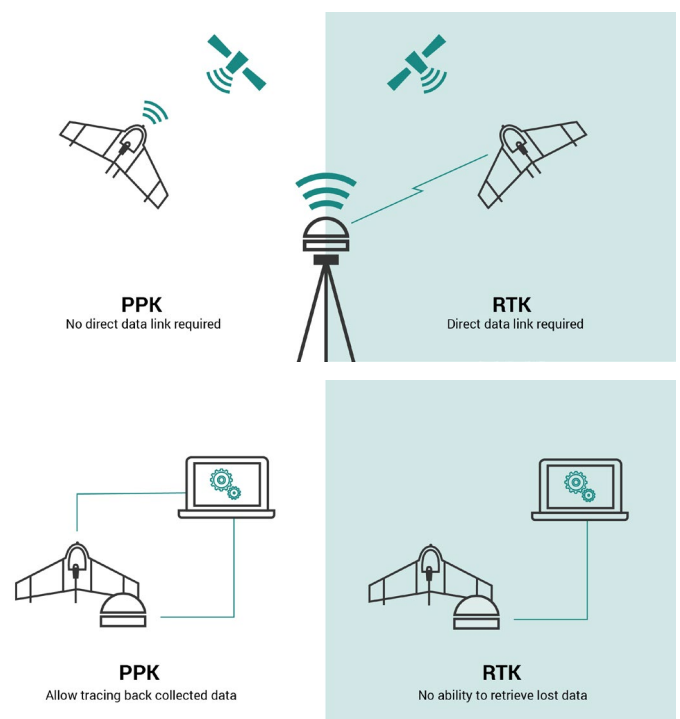 PPK
No direct data link required
RTK
Direct data link required
PPK
Allow tracing back collected data
RTK
No ability to retrieve lost data